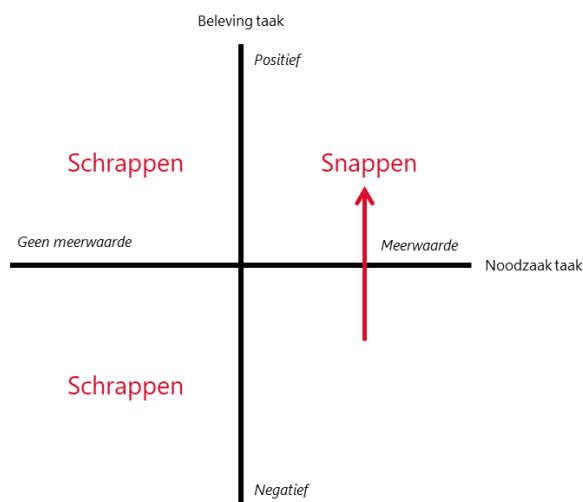 Beleving taak
Positief
Schrappen
Snappen
Geen meerwaarde
Meerwaarde
Noodzaak taak
Schrappen
Negatief